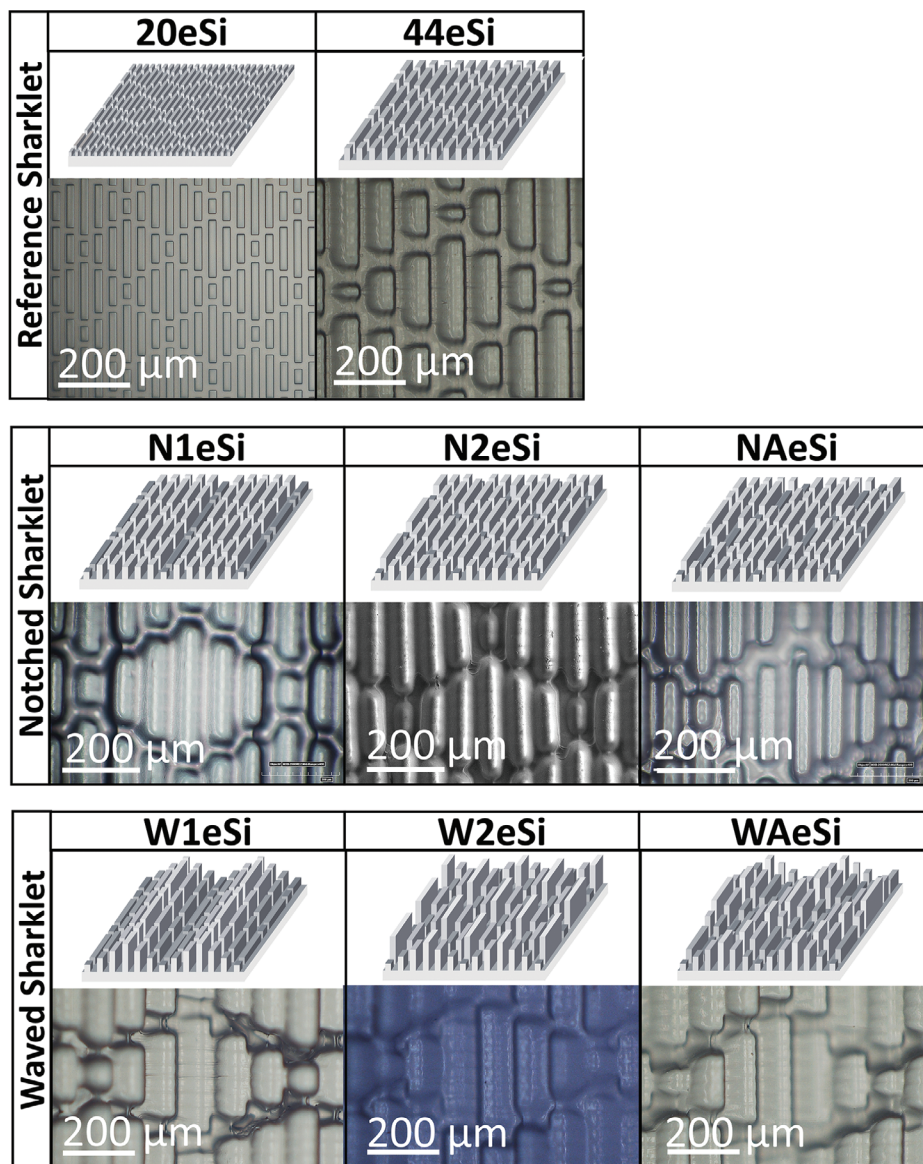 20eSi
44eSi
Reference Sharklet
200 µm
200 µm
N1eSi
N2eSi
NAeSi
Notched Sharklet
200 µm
200 µm
200 µm
W1eSi
W2eSi
WAeSi
Waved Sharklet
200 µm
200 µm
200 µm